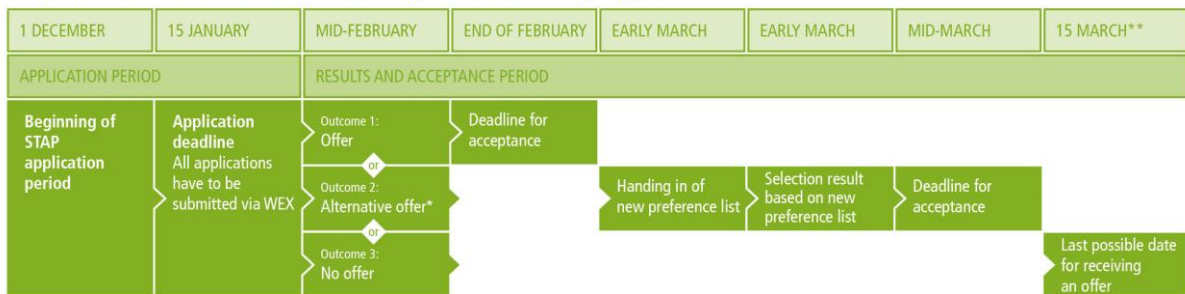 1 DECEMBER
15 JANUARY
MID-FEBRUARY
END OF FEBRUARY
EARLY MARCH
EARLY MARCH
MID-MARCH
15 MARCH**
APPLICATION PERIOD
RESULTS AND ACCEPTANCE PERIOD
Beginning of
STAP
application
period
Application
deadline
All applications
have to be
submitted via WEX
Outcome 1:
Offer
or
Outcome 2:
Alternative offer*
or
Outcome 3:
No offer
Deadline for
acceptance
Handing in of
new preference list
Selection result
based on new
preference list
Deadline for
acceptance
Last possible date
for receiving
an offer